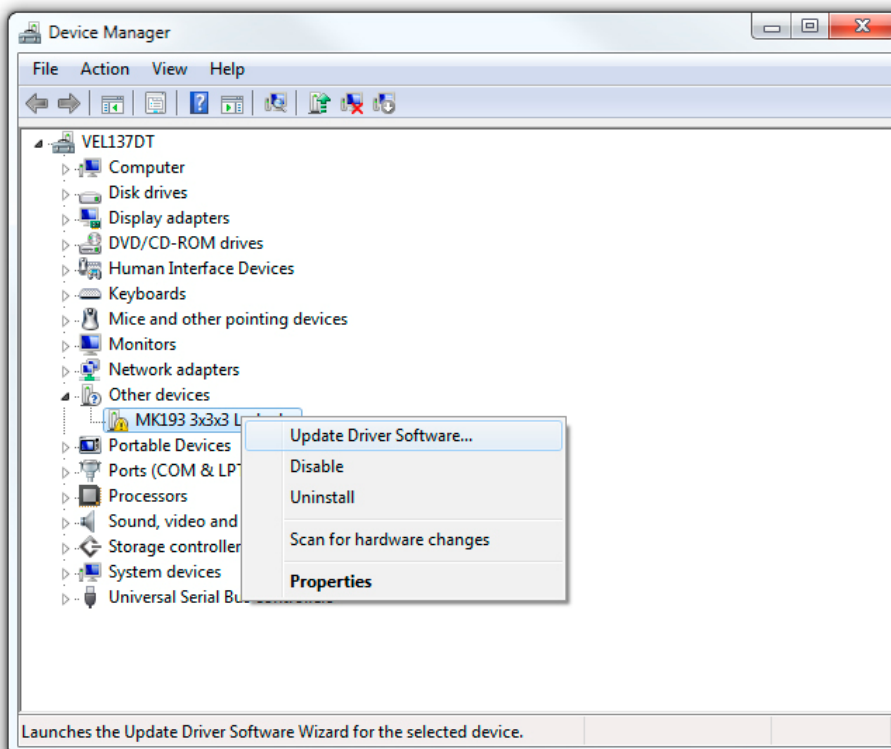 Device Manager
File Action View Help
VEL137DT
Computer
Disk drives
Display adapters
DVD/CD-ROM drives
Human Interface Devices
Keyboards
Mice and other pointing devices
Monitors
Network adapters
Other devices
MK193 3x3x3
Update Driver Software...
Portable Devices
Disable
Ports (COM & LPT
Processors
Uninstall
Sound, video and
Scan for hardware changes
Storage controller
System devices
Properties
Universal Serial
Launches the Update Driver Software Wizard for the selected device.